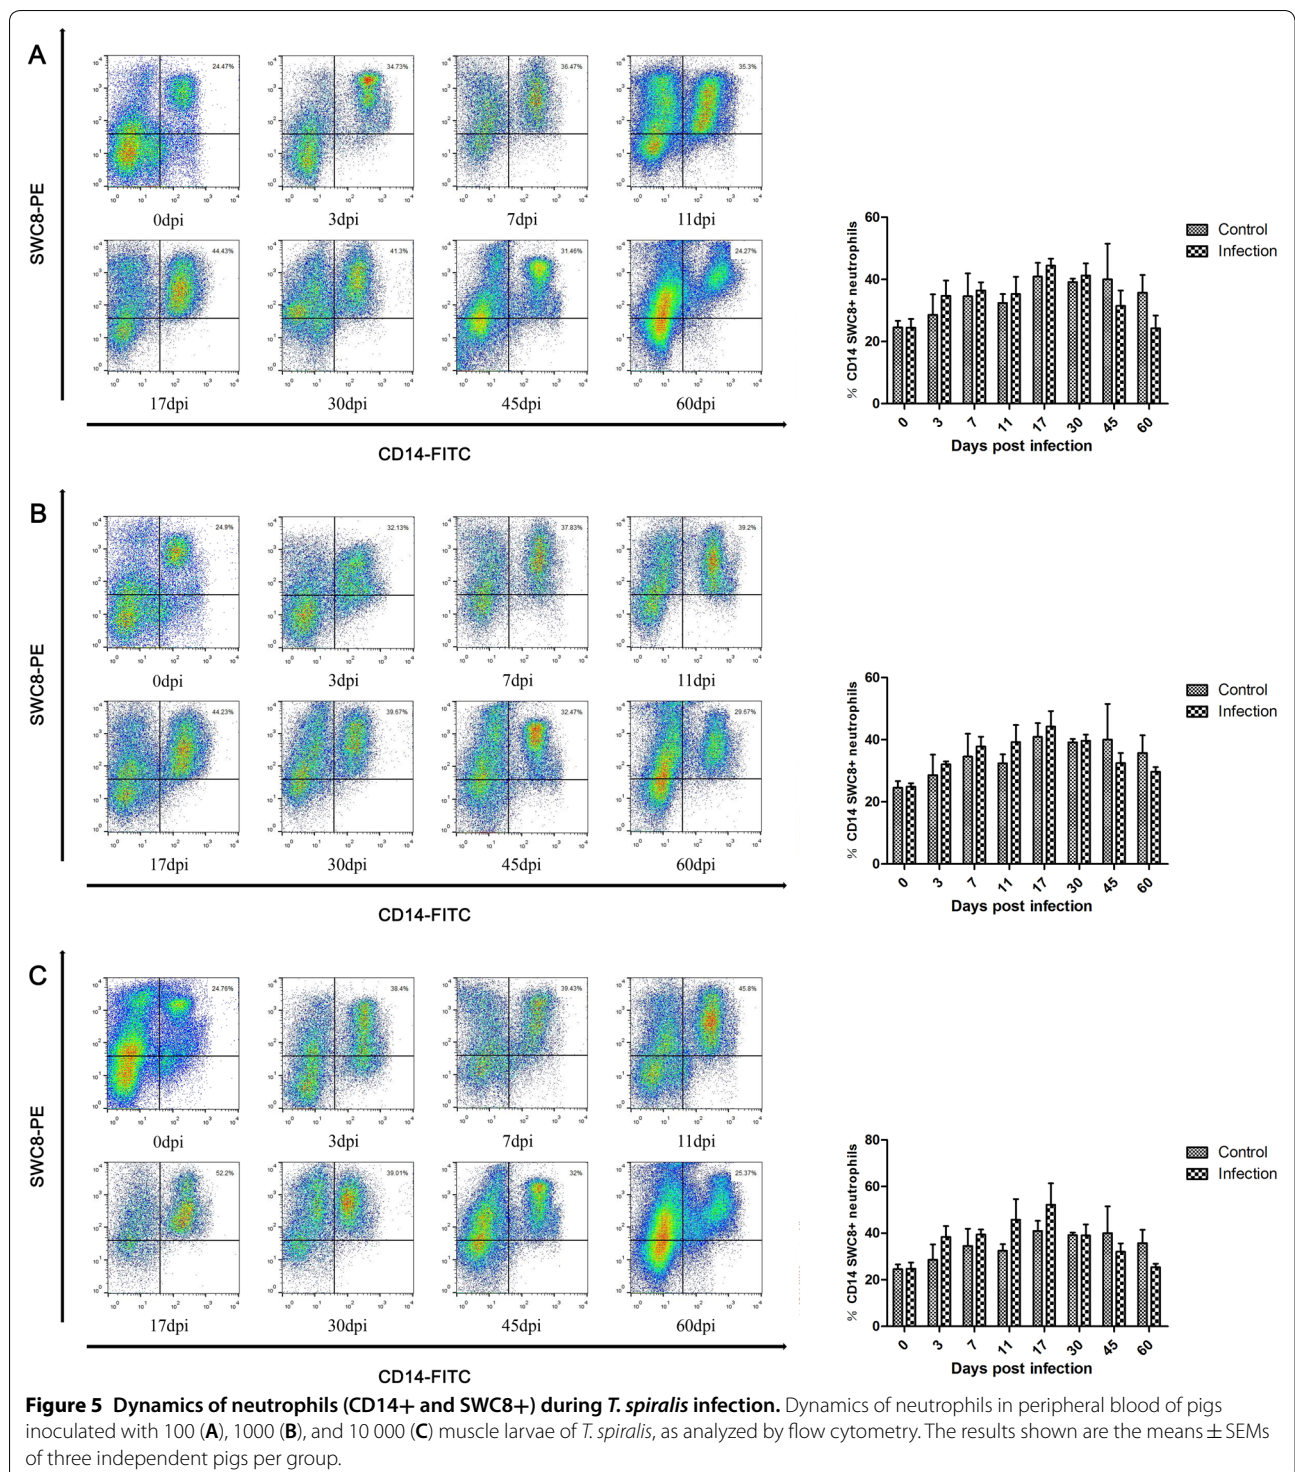 A
SWC8-PE
24.47%
34.73%
36.47%
35.3%
0dpi
3dpi
7dpi
11dpi
44.43%
41.3%
31.46%
24.27%
17dpi
30dpi
45dpi
60dpi
CD14-FITC
% CD14 SWC8+ neutrophils
60
40
20
0
0 3 7 11 17 30 45 60
Days post infection
Control
Infection
B
SWC8-PE
24.9%
32.13%
37.83%
39.2%
0dpi
3dpi
7dpi
11dpi
44.23%
39.67%
32.47%
29.67%
17dpi
30dpi
45dpi
60dpi
CD14-FITC
% CD14 SWC8+ neutrophils
60
40
20
0
0 3 7 11 17 30 45 60
Days post infection
Control
Infection
C
SWC8-PE
24.76%
38.4%
39.43%
45.8%
0dpi
3dpi
7dpi
11dpi
52.2%
39.01%
32%
25.37%
17dpi
30dpi
45dpi
60dpi
CD14-FITC
% CD14 SWC8+ neutrophils
80
60
40
20
0
0 3 7 11 17 30 45 60
Days post infection
Control
Infection
Figure 5 Dynamics of neutrophils (CD14+ and SWC8+) during T. spiralis infection. Dynamics of neutrophils in peripheral blood of pigs
inoculated with 100 (A), 1000 (B), and 10 000 (C) muscle larvae of T. spiralis, as analyzed by flow cytometry. The results shown are the means ± SEMs
of three independent pigs per group.